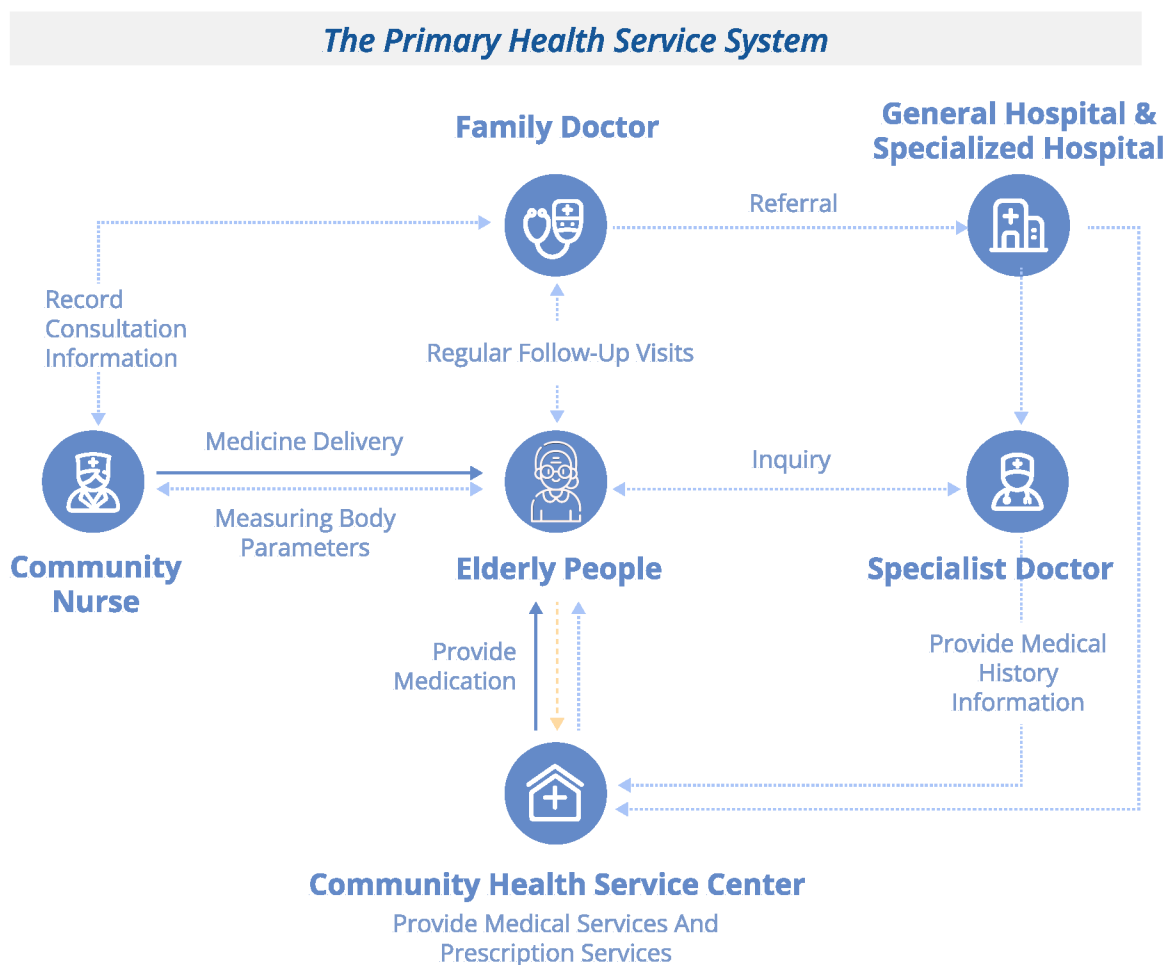 The Primary Health Service System
Family Doctor
General Hospital &
Specialized Hospital
Referral
Record
Consultation
Information
Regular Follow-Up Visits
Medicine Delivery
Inquiry
Measuring Body
Parameters
Community
Nurse
Elderly People
Specialist Doctor
Provide
Medication
Provide Medical
History
Information
Community Health Service Center
Provide Medical Services And
Prescription Services